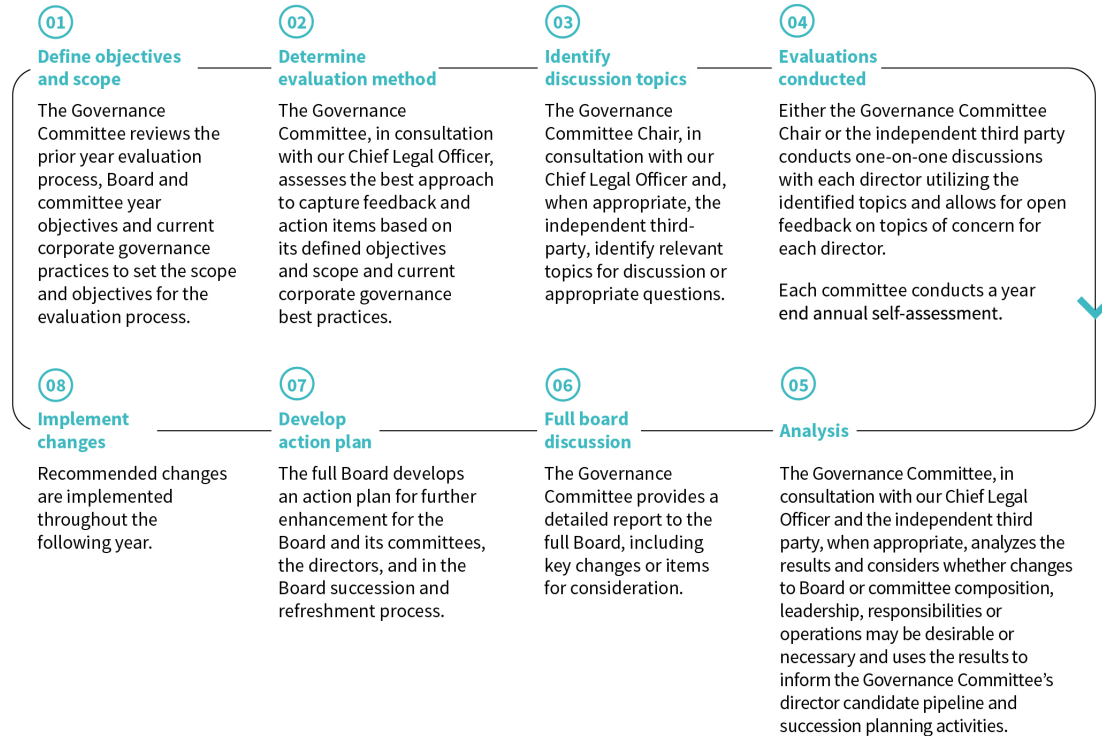 01
Define objectives
and scope
The Governance
Committee reviews the
prior year evaluation
process, Board and
committee year
objectives and current
corporate governance
practices to set the scope
and objectives for the
evaluation process.
02
Determine
evaluation method
The Governance
Committee, in consultation
with our Chief Legal Officer,
assesses the best approach
to capture feedback and
action items based on
its defined objectives
and scope and current
corporate governance
best practices.
03
Identify
discussion topics
The Governance
Committee Chair, in
consultation with our
Chief Legal Officer and,
when appropriate, the
independent third-
party, identify relevant
topics for discussion or
appropriate questions.
04
Evaluations
conducted
Either the Governance Committee
Chair or the independent third party
conducts one-on-one discussions
with each director utilizing the
identified topics and allows for open
feedback on topics of concern for
each director.
Each committee conducts a year
end annual self-assessment.
05
Analysis
The Governance Committee, in
consultation with our Chief Legal
Officer and the independent third
party, when appropriate, analyzes the
results and considers whether changes
to Board or committee composition,
leadership, responsibilities or
operations may be desirable or
necessary and uses the results to
inform the Governance Committee's
director candidate pipeline and
succession planning activities.
06
Full board
discussion
The Governance
Committee provides a
detailed report to the
full Board, including
key changes or items
for consideration.
07
Develop
action plan
The full Board develops
an action plan for further
enhancement for the
Board and its committees,
the directors, and in the
Board succession and
refreshment process.
08
Implement
changes
Recommended changes
are implemented
throughout the
following year.